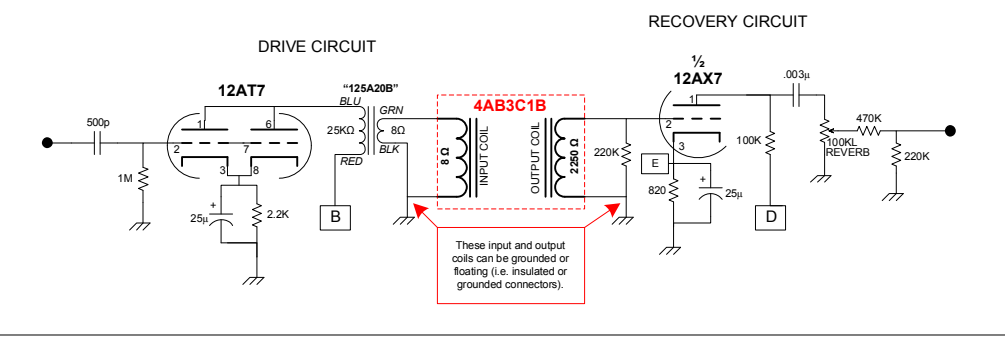 RECOVERY CIRCUIT
DRIVE CIRCUIT
500p
1M
12AT7
1
6
2
7
3
8
25µ
+
2.2K
"125A20B"
BLU
GRN
25KΩ
8Ω
RED
BLK
B
4AB3C1B
8 Ω
INPUT COIL
OUTPUT COIL
2250 Ω
These input and output
coils can be grounded or
floating (i.e. insulated or
grounded connectors).
220K
½
12AX7
1
2
3
E
820
+
25µ
100K
D
.003µ
100KL
REVERB
470K
220K